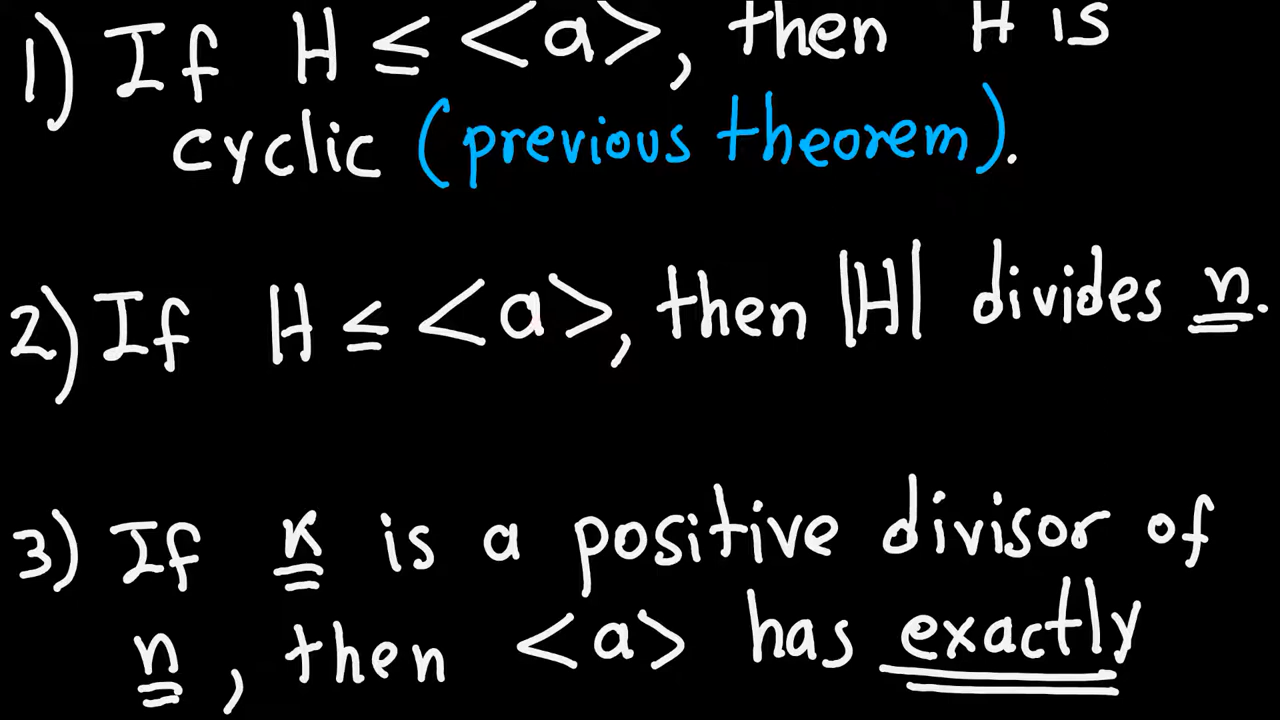 1) If H ≤ <a>, then H is
cyclic (previous theorem).
2) If H ≤ <a>, then |H| divides n.
3) If k is a positive divisor of
n, then <a> has exactly